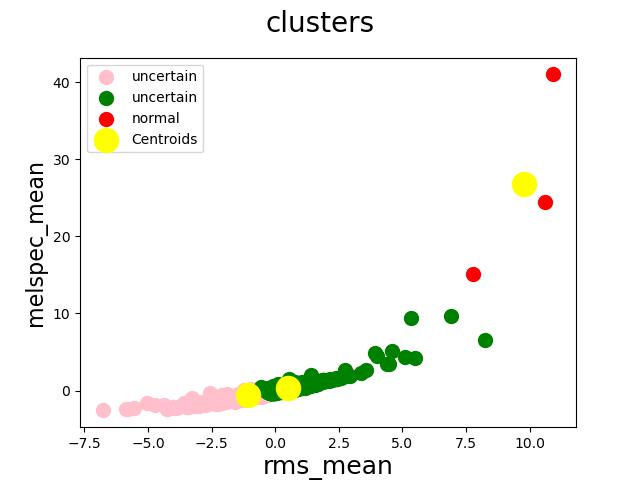 clusters
uncertain
uncertain
normal
Centroids
melspec_mean
40
30
20
10
0
−7.5 −5.0 −2.5 0.0 2.5 5.0 7.5 10.0
rms_mean